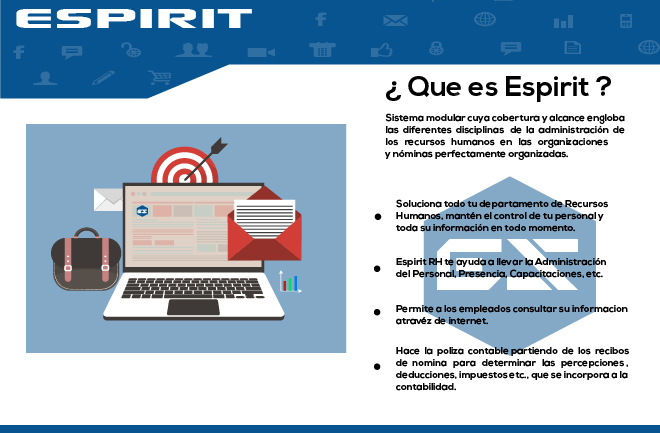 ESPIRIT
¿ Que es Espirit ?
Sistema modular cuya cobertura y alcance engloba
las diferentes disciplinas de la administración de
los recursos humanos en las organizaciones
y nóminas perfectamente organizadas.
Soluciona todo tu departamento de Recursos
Humanos, mantén el control de tu personal y
toda su información en todo momento.
Espirit RH te ayuda a llevar la Administración
del Personal, Presencia, Capacitaciones, etc.
Permite a los empleados consultar su informacion
atravéz de internet.
Hace la poliza contable partiendo de los recibos
de nomina para determinar las percepciones,
deducciones, impuestos etc., que se incorpora a la
contabilidad.